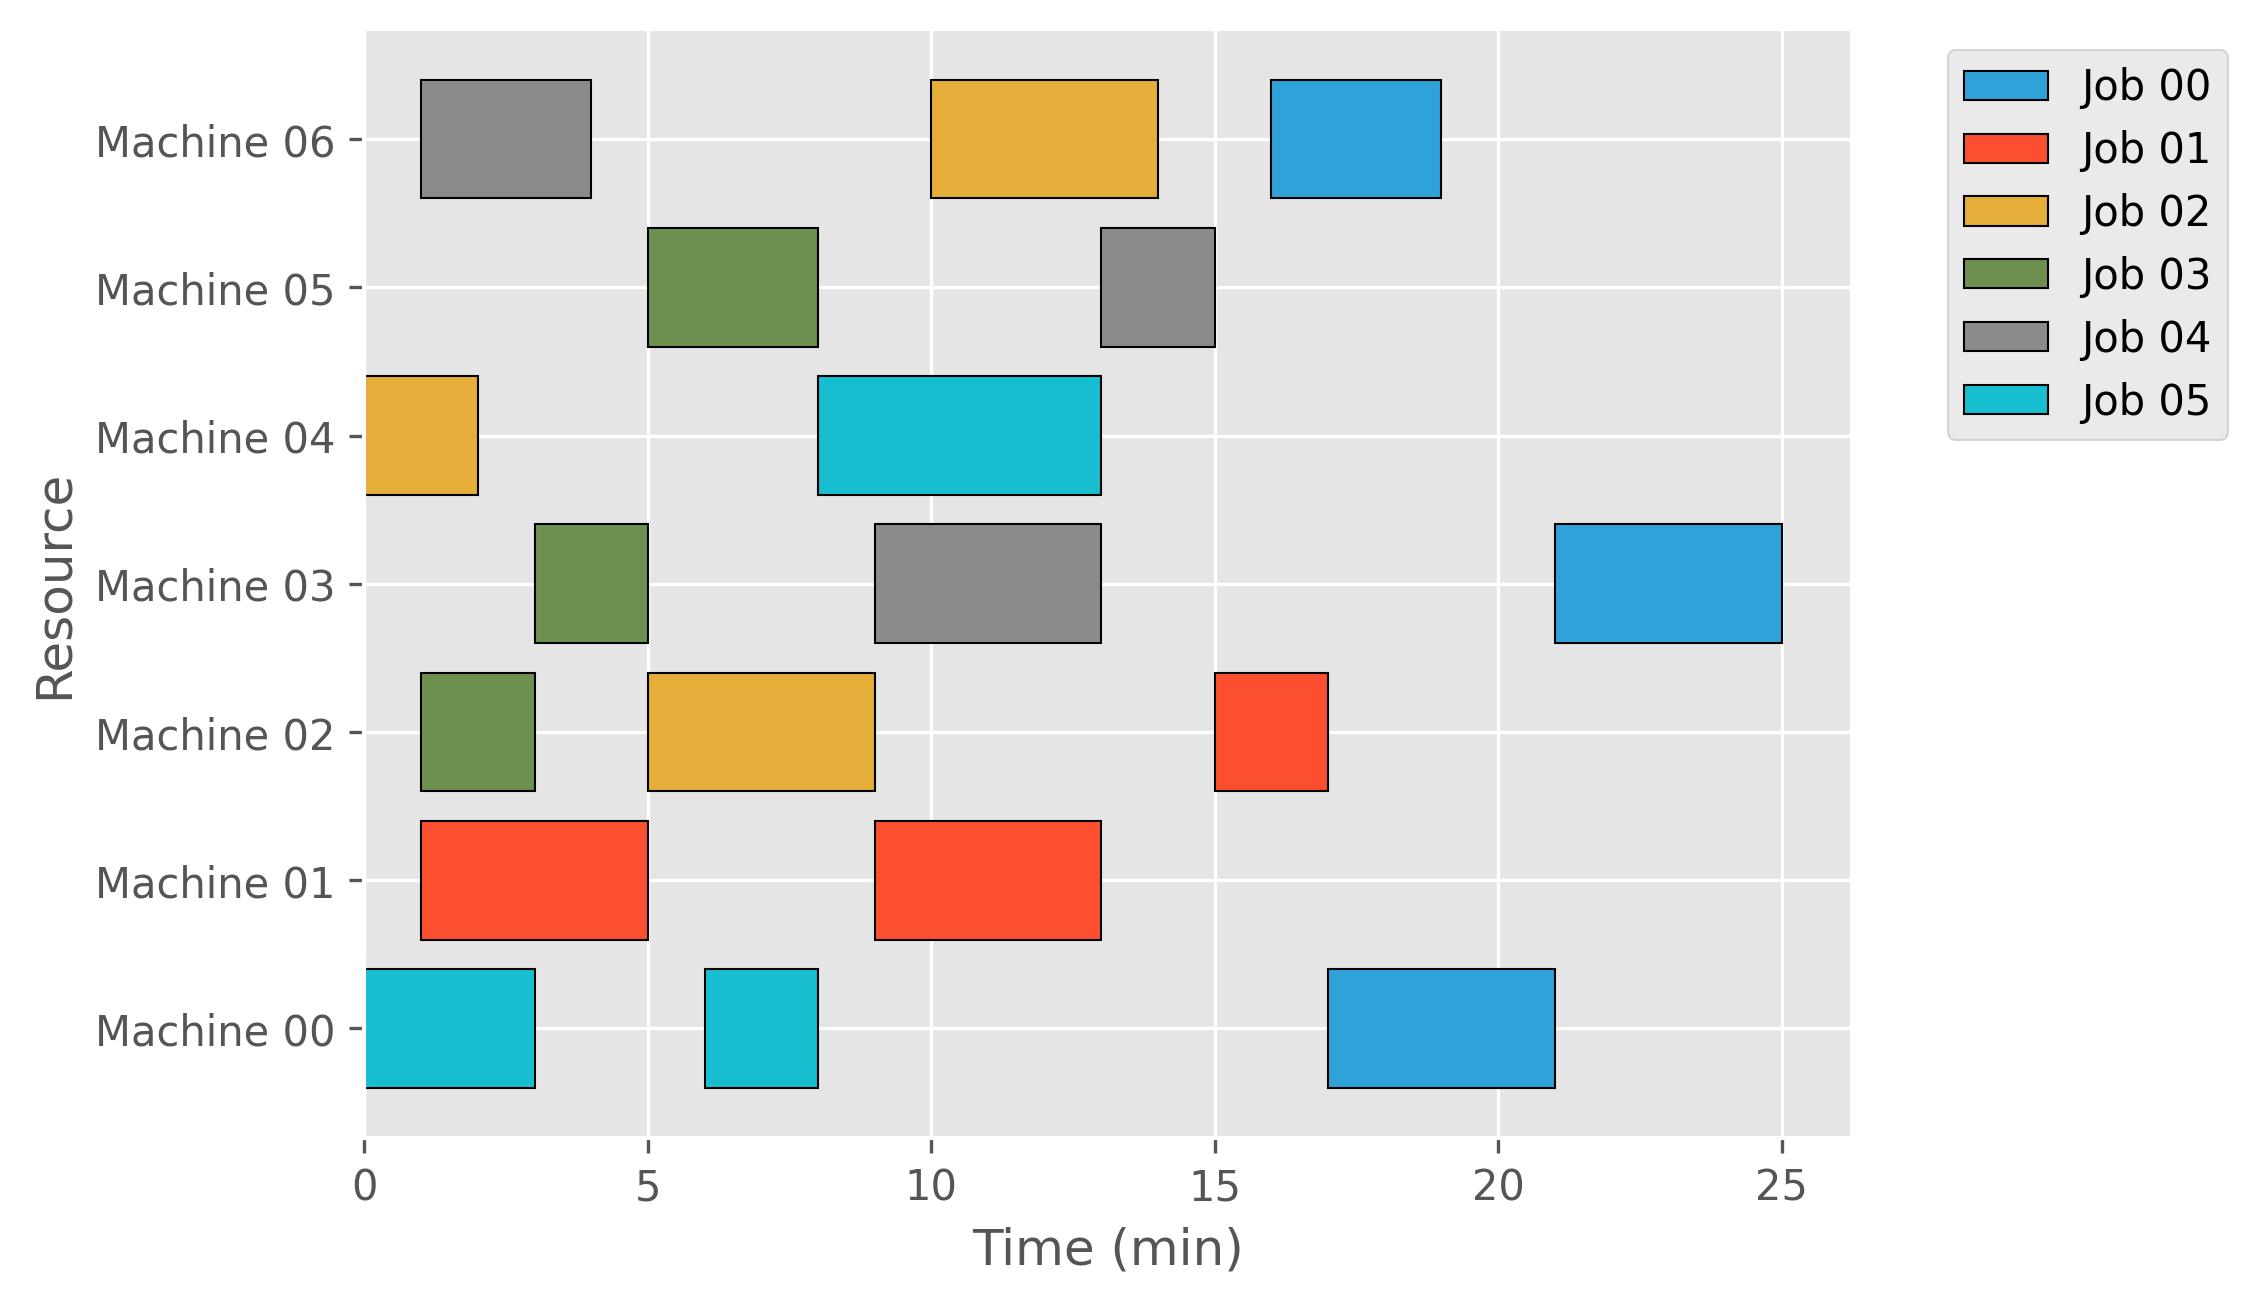 Machine 06
Machine 05
Machine 04
Machine 03
Machine 02
Machine 01
Machine 00
Resource
0 5 10 15 20 25
Time (min)
Job 00
Job 01
Job 02
Job 03
Job 04
Job 05